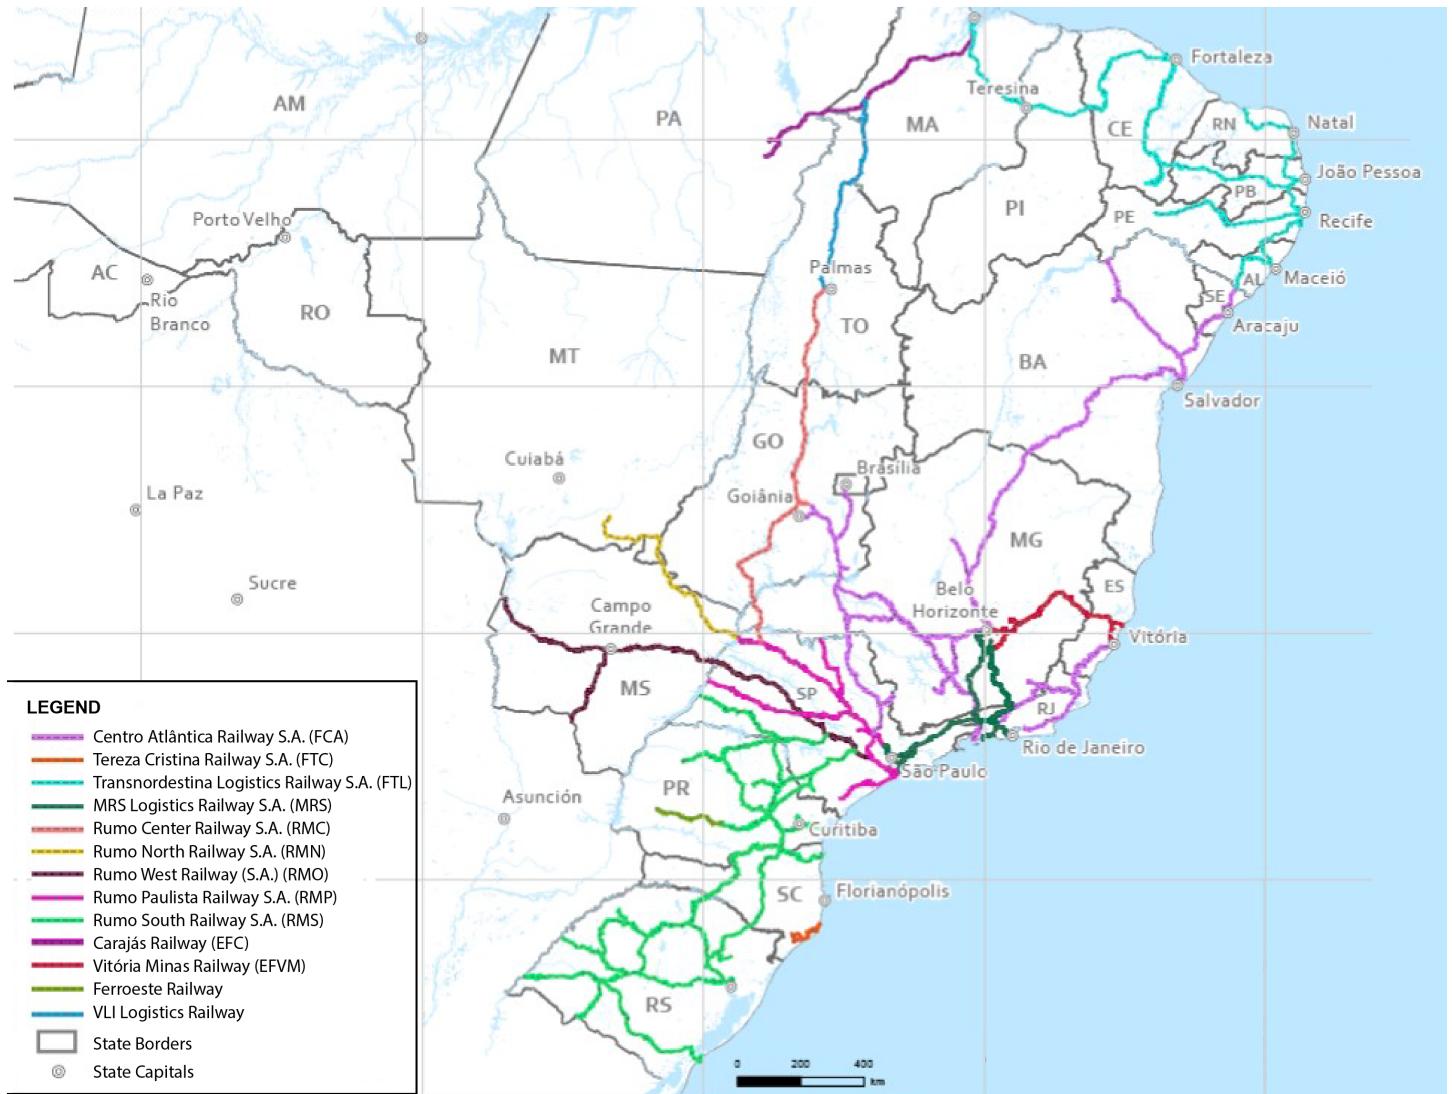 Fortaleza
Teresina
AM
PA
MA
CE
RN
Natal
João Pessoa
PB
PI
PE
Recife
Porto Velho
AC
Rio
Branco
RO
Palmas
TO
AL
Maceió
SE
Aracaju
MT
BA
Salvador
GO
Cuiabá
Brasília
La Paz
Goiânia
MG
Sucre
Belo
Horizonte
ES
Campo
Grande
Vitória
MS
SP
RJ
Rio de Janeiro
São Paulo
PR
Asunción
Curitiba
SC
Florianópolis
RS
LEGEND
Centro Atlântica Railway S.A. (FCA)
Tereza Cristina Railway S.A. (FTC)
Transnordestina Logistics Railway S.A. (FTL)
MRS Logistics Railway S.A. (MRS)
Rumo Center Railway S.A. (RMC)
Rumo North Railway S.A. (RMN)
Rumo West Railway (S.A.) (RMO)
Rumo Paulista Railway S.A. (RMP)
Rumo South Railway S.A. (RMS)
Carajás Railway (EFC)
Vitória Minas Railway (EFVM)
Ferroeste Railway
VLI Logistics Railway
State Borders
State Capitals
0 200 400
km